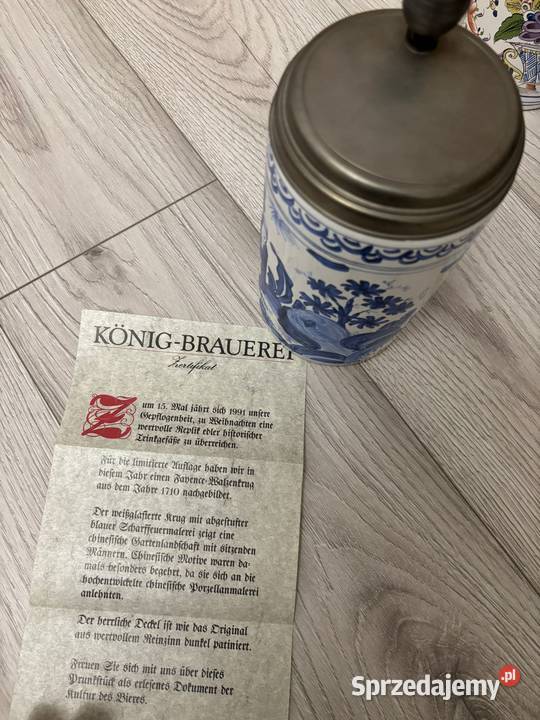 KÖNIG-BRAUEREI
Zertifikat
Zum 15. Mal jährt sich 1991 unsere
Gepflogenheit, zu Weihnachten eine
wertvolle Replik edler historischer
Trinkgefäße zu überreichen.
Für die limitierte Auflage haben wir in
diesem Jahr einen Fayence-Walzenkrug
aus dem Jahr 1710 nachgebildet.
Der weißglasierte Krug mit abgestufter
blauer Scharffeuermalerei zeigt eine
chinesische Gartenlandschaft mit sitzenden
Männern. Chinesische Motive waren da-
mals besonders begehrt, da sie sich an die
hochentwickelte chinesische Porzellanmalerei
anlehnten.
Der herrliche Deckel ist wie das Original
aus wertvollem Reinzinn dunkel patiniert.
Freuen Sie sich mit uns über dieses
Prunkstück als erlesenes Dokument der
Kultur des Bieres.
Sprzedajemy.pl